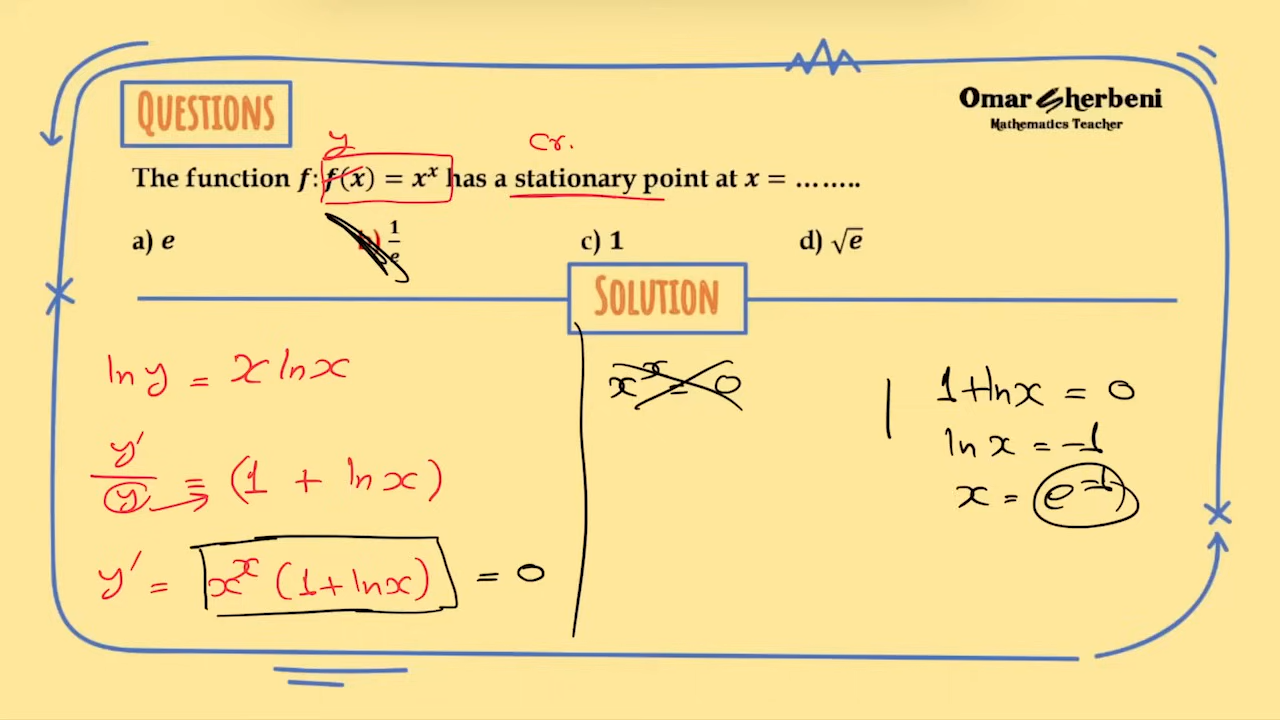 QUESTIONS
Omar Sherbeni
Mathematics Teacher
y
Cr.
The function f: f(x) = x^x has a stationary point at x = ........
a) e b) 1/e c) 1 d) √e
SOLUTION
ln y = x ln x
y'/y = (1 + ln x)
y' = x^x (1 + ln x) = 0
x^x = 0
1 + ln x = 0
ln x = -1
x = e^-1